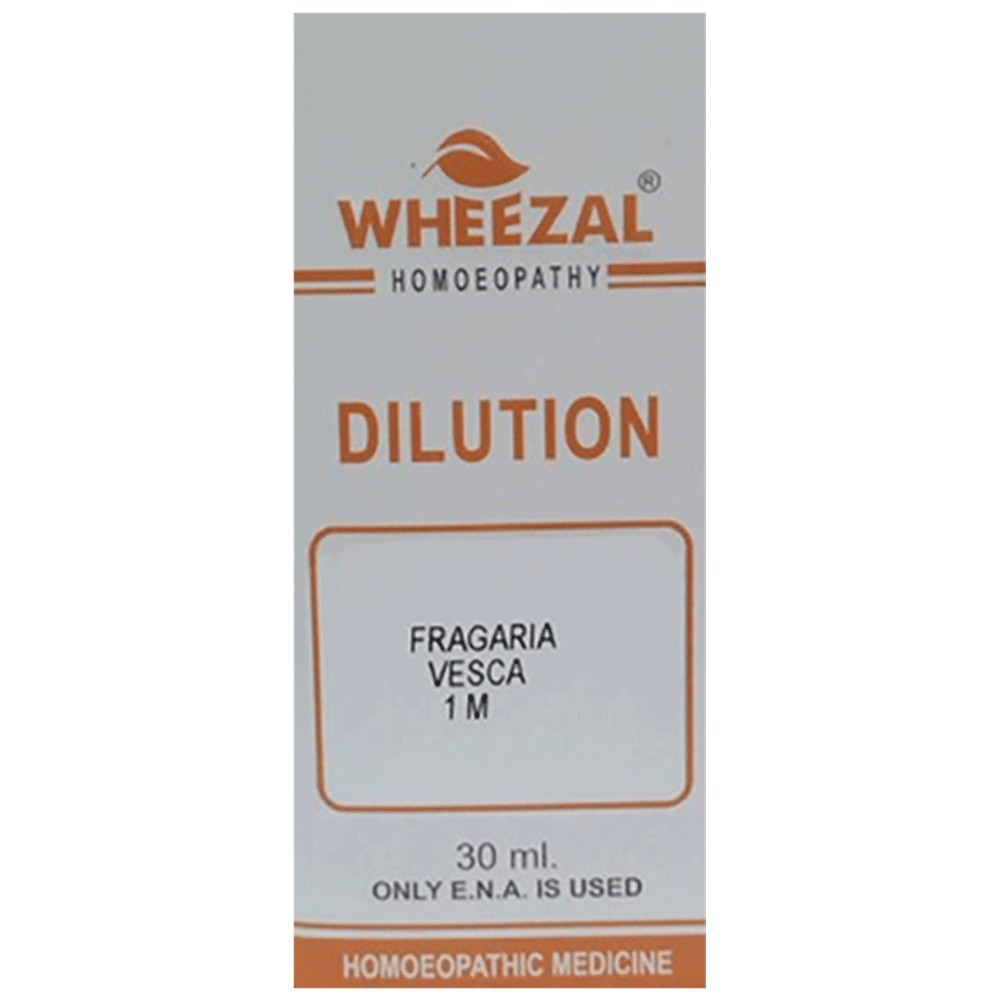 WHEEZAL®
HOMOEOPATHY
DILUTION
FRAGARIA
VESCA
1 M
30 ml.
ONLY E.N.A. IS USED
HOMOEOPATHIC MEDICINE